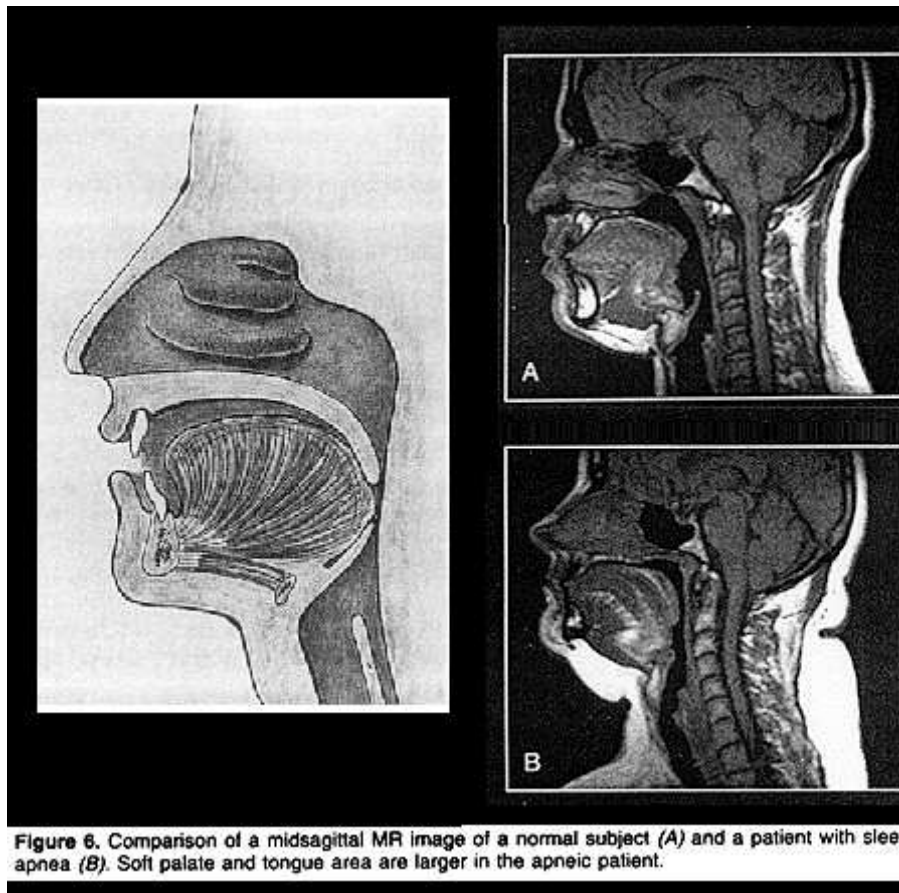 A
B
Figure 6. Comparison of a midsagittal MR image of a normal subject (A) and a patient with slee
apnea (B). Soft palate and tongue area are larger in the apneic patient.